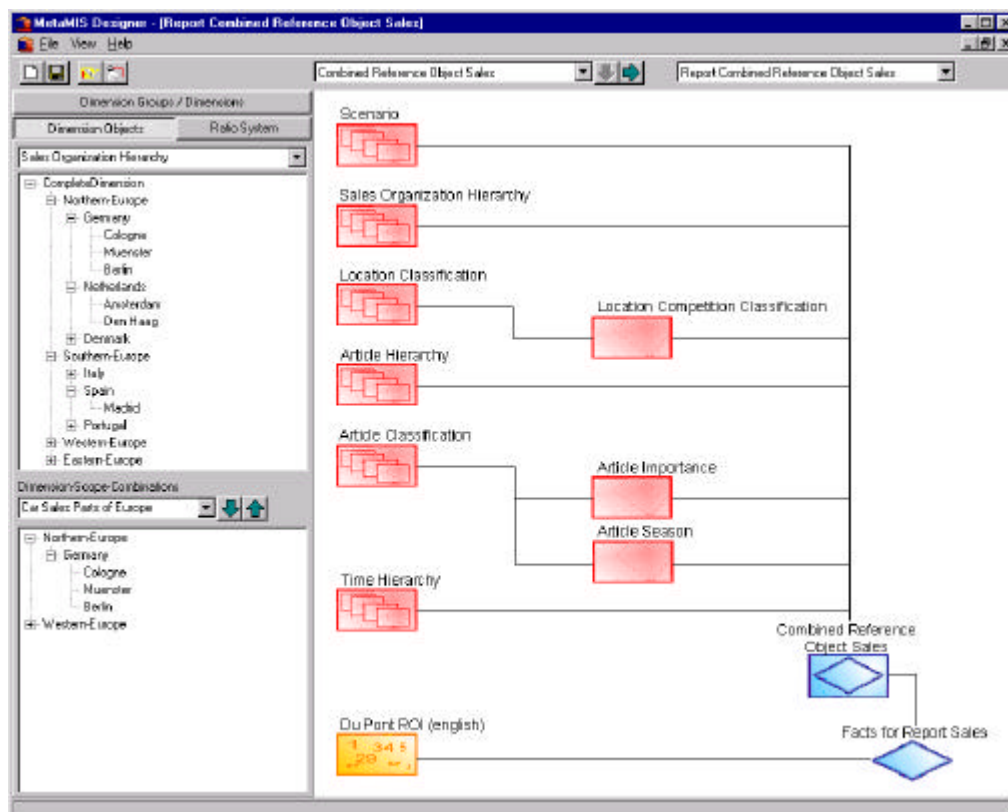 MetaMIS Designer - [Report Combined Reference Object Sales]
File View Help
Combined Reference Object Sales
Report Combined Reference Object Sales
Dimension Groups / Dimensions
Dimension Objects
Ratio System
Sales Organization Hierarchy
CompleteDimension
Northern-Europe
Germany
Cologne
Muenster
Berlin
Netherlands
Amsterdam
Den Haag
Denmark
Southern-Europe
Italy
Spain
Madrid
Portugal
Western-Europe
Eastern-Europe
Dimension-Scope-Combinations
Car Sales Parts of Europe
Northern-Europe
Germany
Cologne
Muenster
Berlin
Western-Europe
Scenario
Sales Organization Hierarchy
Location Classification
Location Competition Classification
Article Hierarchy
Article Classification
Article Importance
Article Season
Time Hierarchy
Combined Reference
Object Sales
Du Pont ROI (english)
Facts for Report Sales